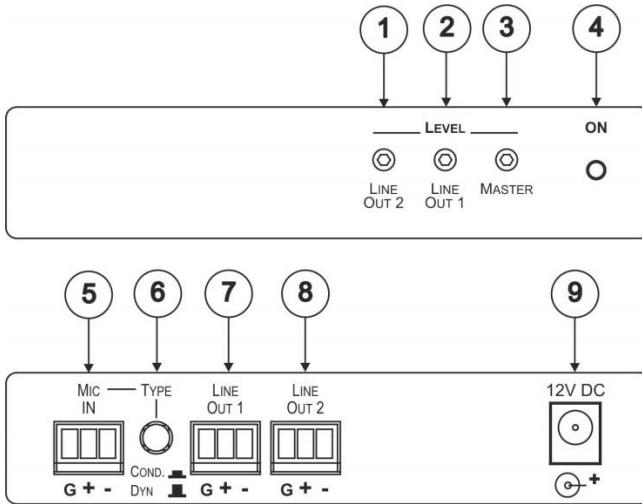 1 2 3 4
LEVEL ON
LINE OUT 2
LINE OUT 1
MASTER
5 6 7 8 9
MIC IN
TYPE
LINE OUT 1
LINE OUT 2
12V DC
COND.
DYN
G + -
G + -
G + -
+